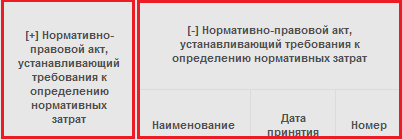 [+] Нормативно-
правовой акт,
устанавливающий
требования к
определению
нормативных
затрат
[-] Нормативно-правовой акт,
устанавливающий требования к
определению нормативных затрат
Наименование
Дата
принятия
Номер